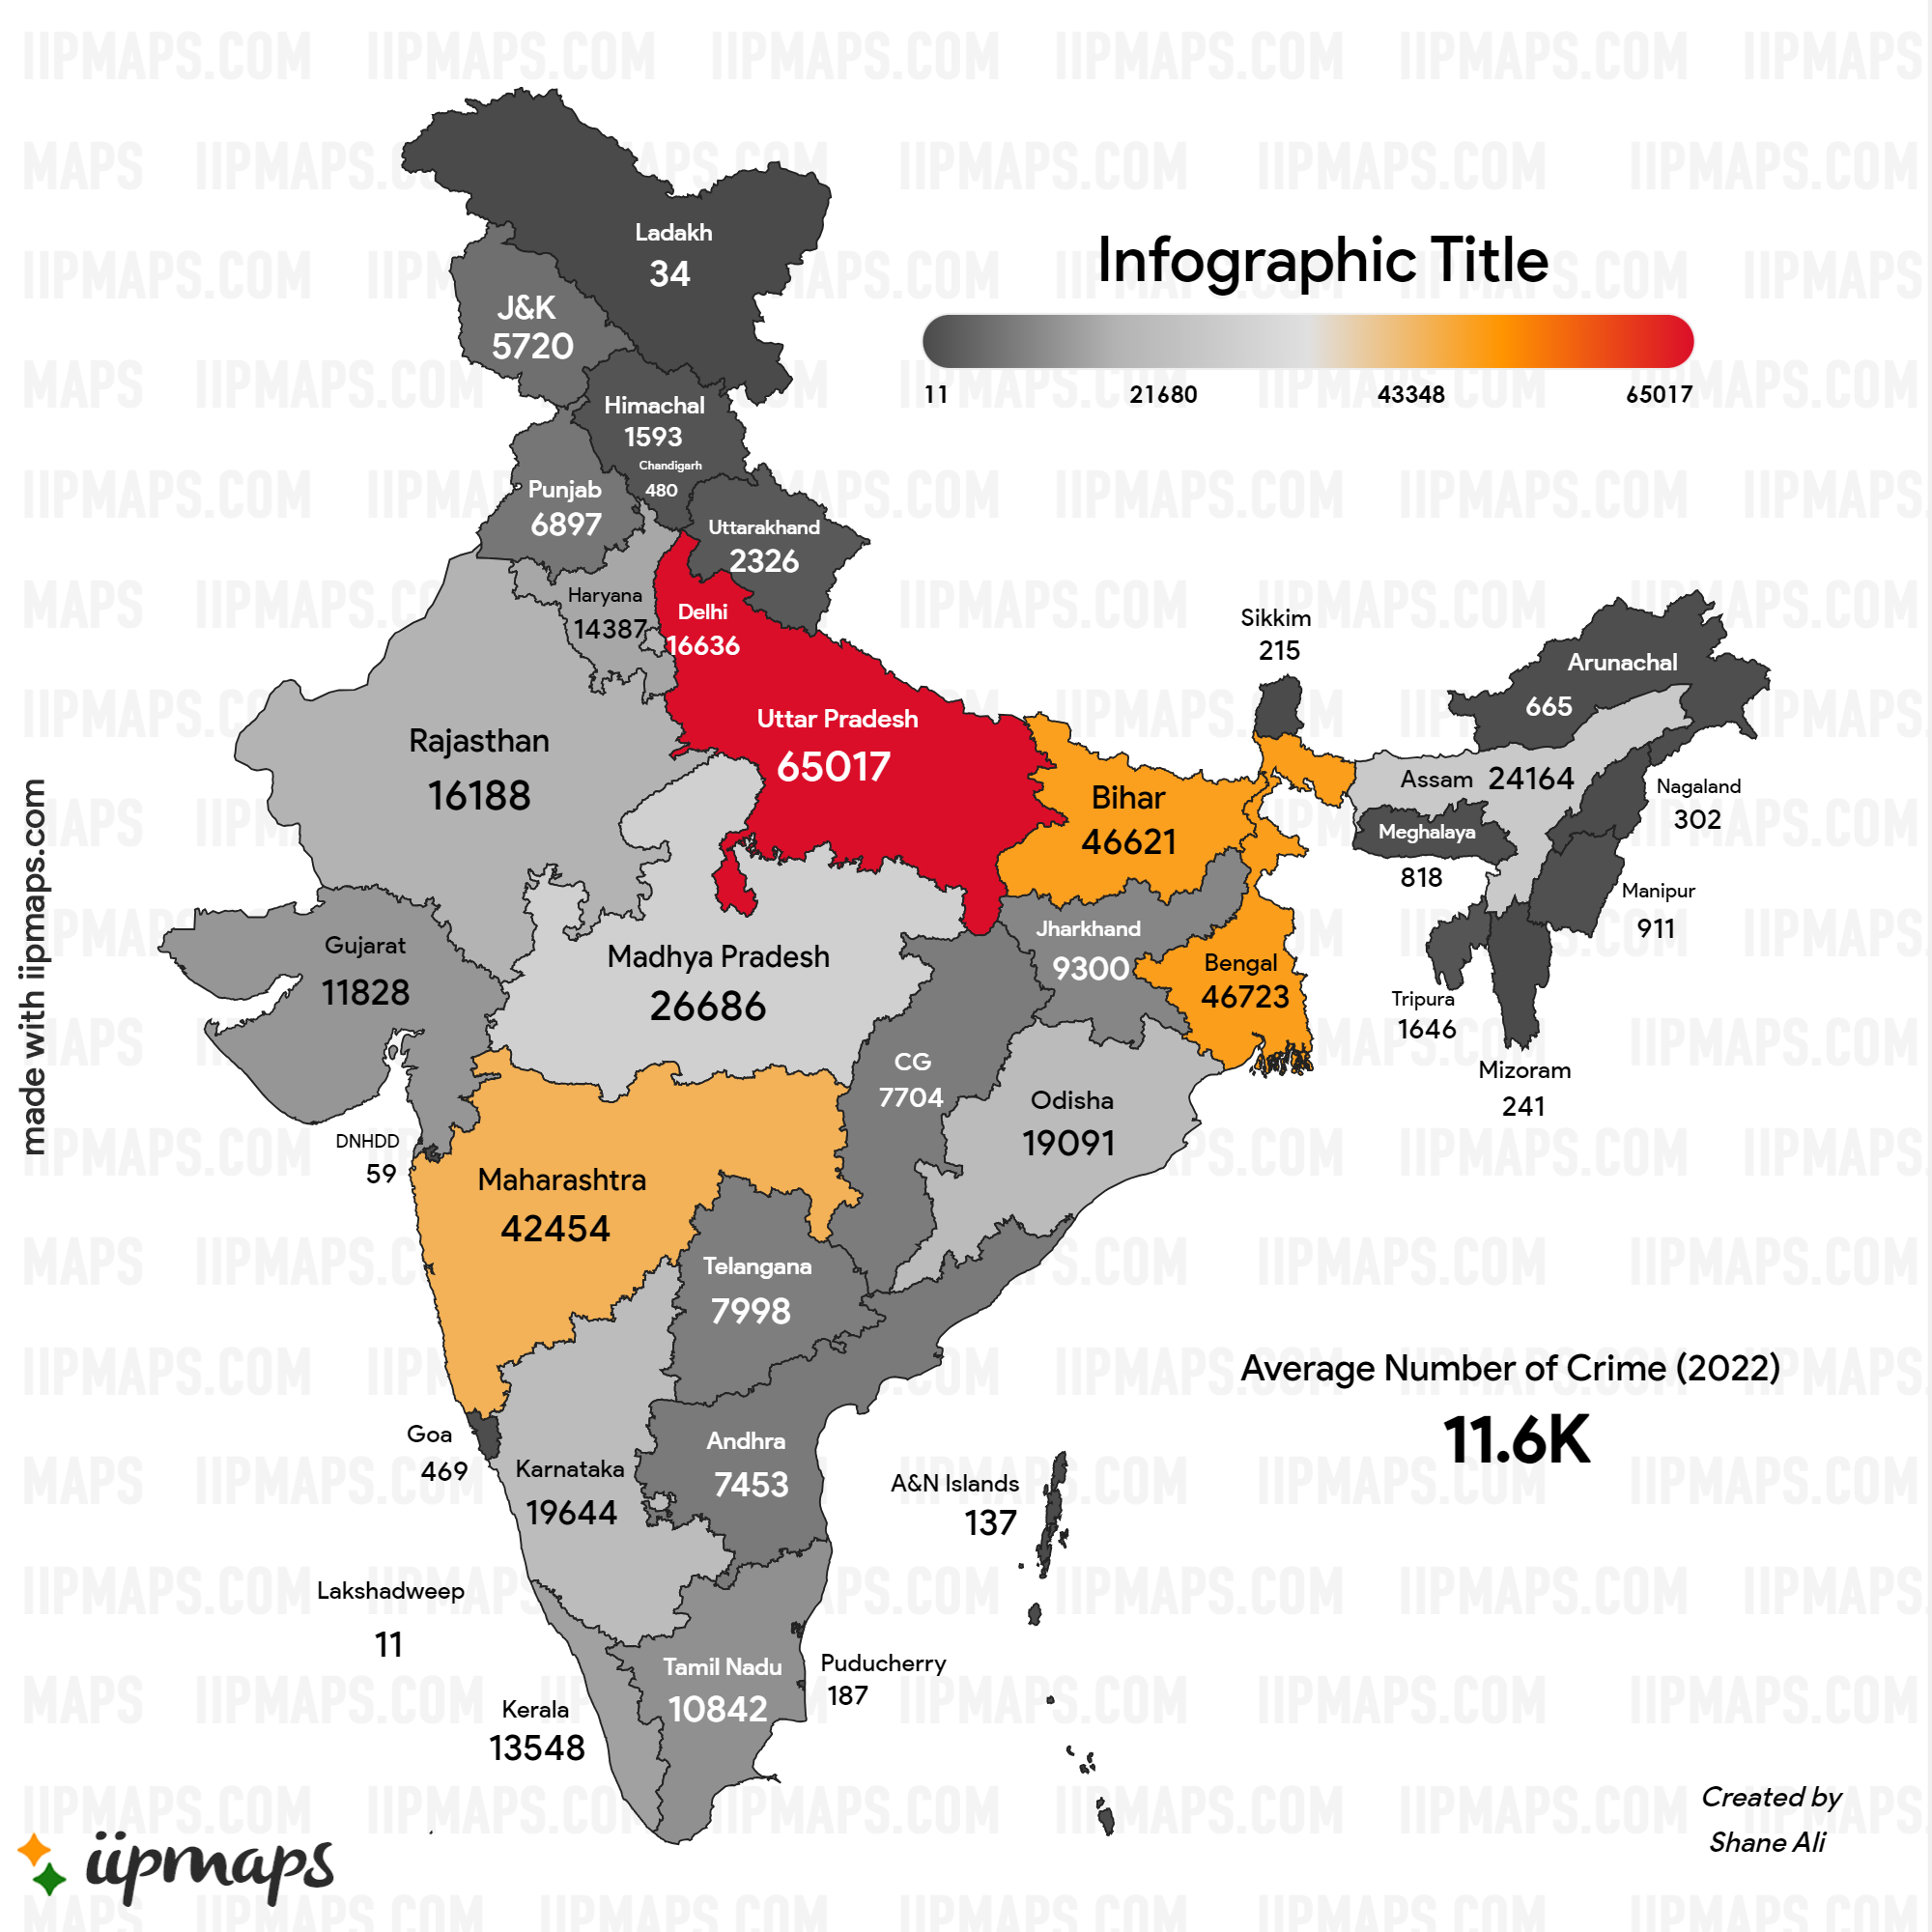 IIPMAPS.COM
Ladakh
34
J&K
5720
Infographic Title
11 21680 43348 65017
Himachal
1593
Chandigarh
480
Punjab
6897
Uttarakhand
2326
Haryana
14387
Delhi
16636
Sikkim
215
Arunachal
665
Uttar Pradesh
65017
Rajasthan
16188
Bihar
46621
Assam 24164
Nagaland
302
Meghalaya
818
Manipur
911
Gujarat
11828
Madhya Pradesh
26686
Jharkhand
9300
Bengal
46723
Tripura
1646
Mizoram
241
CG
7704
Odisha
19091
DNHDD
59
Maharashtra
42454
Telangana
7998
Average Number of Crime (2022)
11.6K
Goa
469
Karnataka
19644
Andhra
7453
A&N Islands
137
Lakshadweep
11
Kerala
13548
Tamil Nadu
10842
Puducherry
187
made with iipmaps.com
iipmaps
Created by
Shane Ali